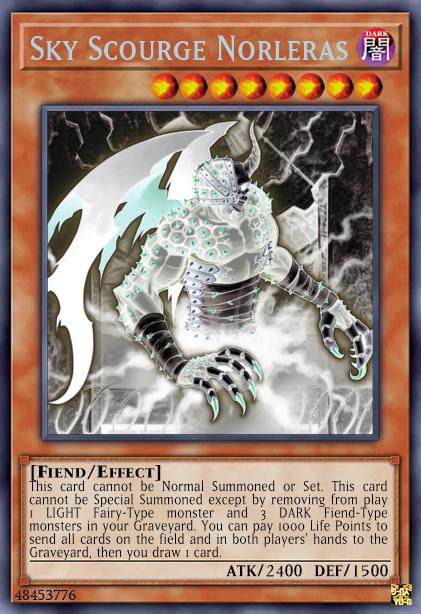 Sky Scourge Norleras
DARK
闇
[Fiend/Effect]
This card cannot be Normal Summoned or Set. This card
cannot be Special Summoned except by removing from play
1 LIGHT Fairy-Type monster and 3 DARK Fiend-Type
monsters in your Graveyard. You can pay 1000 Life Points to
send all cards on the field and in both players' hands to the
Graveyard, then you draw 1 card.
ATK/2400 DEF/1500
48453776